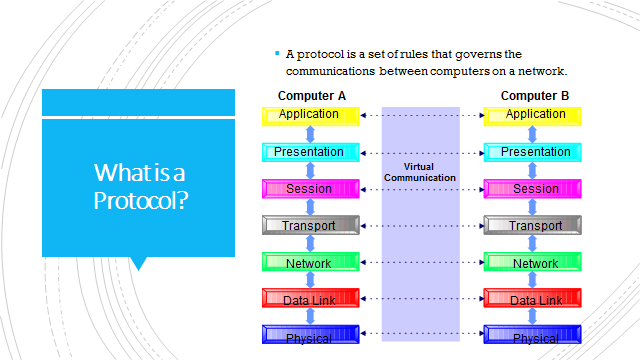 What is a
Protocol?
A protocol is a set of rules that governs the
communications between computers on a network.
Computer A
Computer B
Application
Application
Presentation
Presentation
Virtual
Communication
Session
Session
Transport
Transport
Network
Network
Data Link
Data Link
Physical
Physical